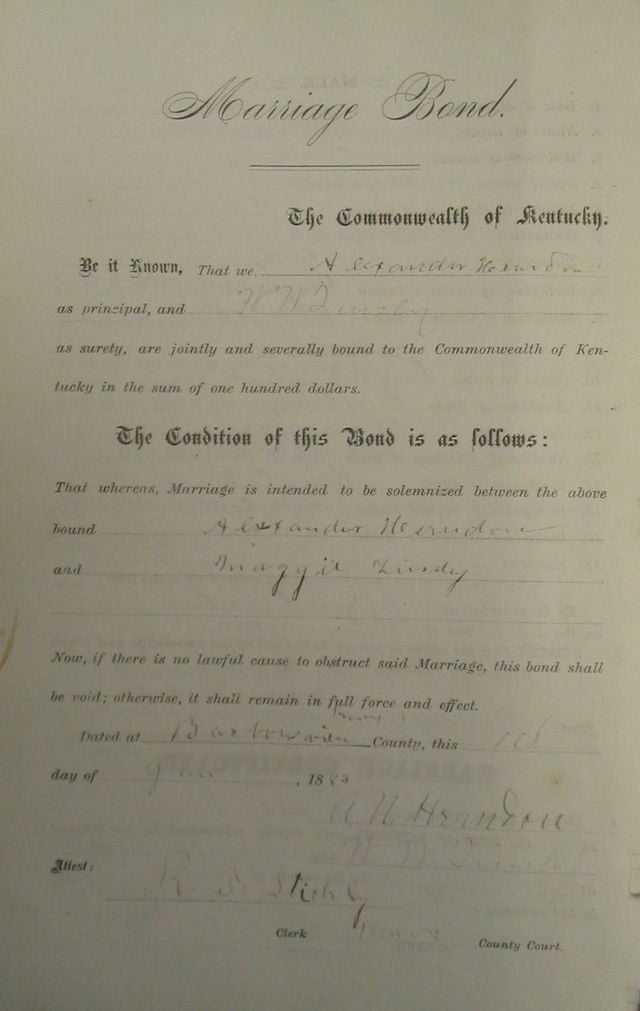 Marriage Bond.
The Commonwealth of Kentucky.
Be it Known, That we, Alexander Herndon
as principal, and W W
as surety, are jointly and severally bound to the Commonwealth of Ken-
tucky in the sum of one hundred dollars.
The Condition of this Bond is as follows:
That whereas, Marriage is intended to be solemnized between the above
bound Alexander Herndon
and Maggie
Now, if there is no lawful cause to obstruct said Marriage, this bond shall
be void; otherwise, it shall remain in full force and effect.
Dated at County, this
day of , 188
A H Herndon
Attest:
Clerk County Court.